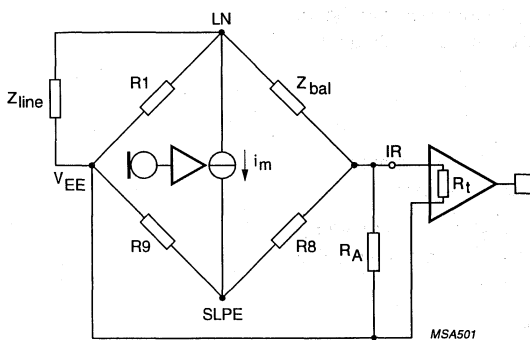 LN
R1
Zbal
Zline
IR
im
VEE
Rt
R9
R8
RA
SLPE
MSA501